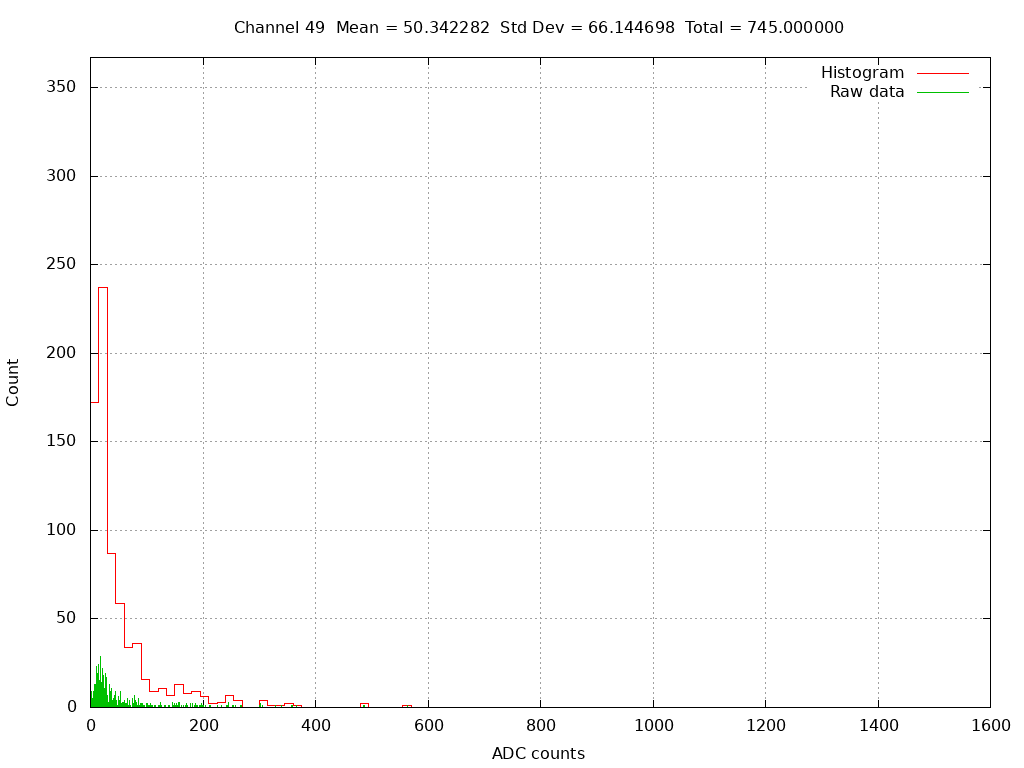 Channel 49  Mean = 50.342282  Std Dev = 66.144698  Total = 745.000000
Histogram
Raw data
350
300
250
200
150
100
50
0
Count
0 200 400 600 800 1000 1200 1400 1600
ADC counts